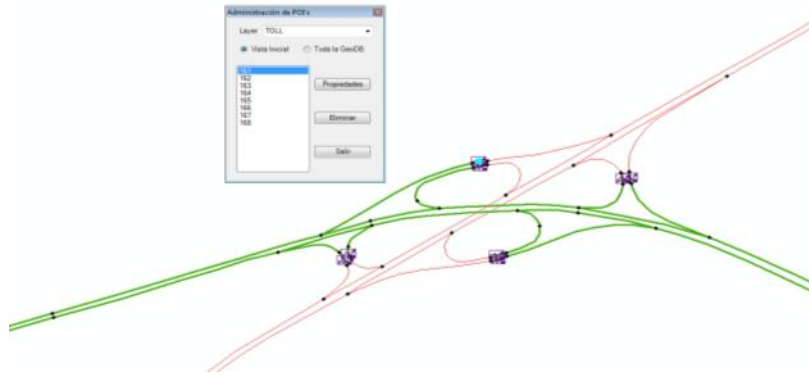 Administración de POI's
Layer TOLL
Vista Inicial Toda la GeoDB
161
162
163
164
165
166
167
168
Propiedades
Eliminar
Salir